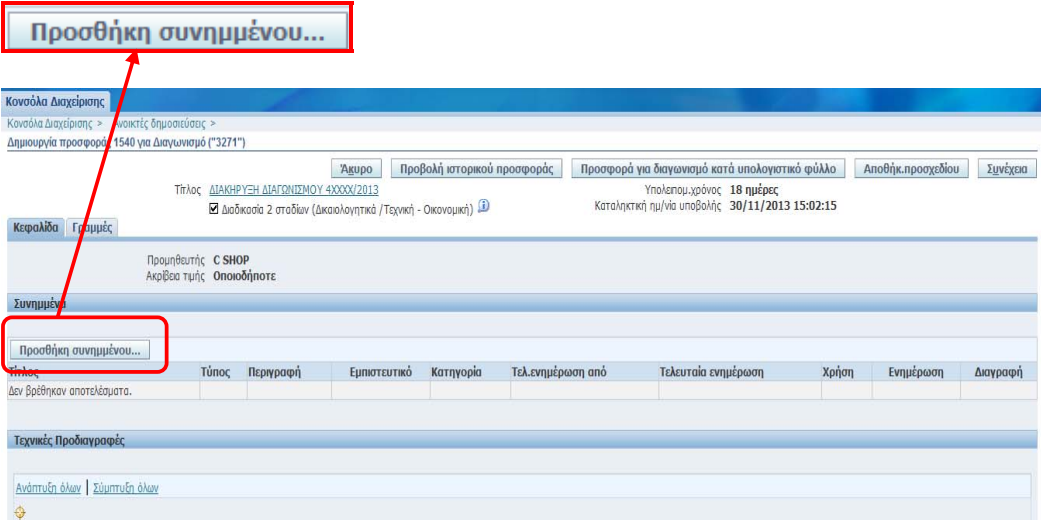 Προσθήκη συνημμένου...
Κονσόλα Διαχείρισης
Κονσόλα Διαχείρισης > Ανοικτές δημοσιεύσεις >
Δημιουργία προσφοράς 1540 για Διαγωνισμό ("3271")
Άκυρο Προβολή ιστορικού προσφοράς Προσφορά για διαγωνισμό κατά υπολογιστικό φύλλο Αποθήκ.προσχεδίου Συνέχεια
Τίτλος ΔΙΑΚΗΡΥΞΗ ΔΙΑΓΩΝΙΣΜΟΥ 4XXXX/2013 Υπολειπομ.χρόνος 18 ημέρες
Διαδικασία 2 σταδίων (Δικαιολογητικά /Τεχνική - Οικονομική) Καταληκτική ημ/νία υποβολής 30/11/2013 15:02:15
Κεφαλίδα Γραμμές
Προμηθευτής C SHOP
Ακρίβεια τιμής Οποιοδήποτε
Συνημμένα
Προσθήκη συνημμένου...
Τίτλος Τύπος Περιγραφή Εμπιστευτικό Κατηγορία Τελ.ενημέρωση από Τελευταία ενημέρωση Χρήση Ενημέρωση Διαγραφή
Δεν βρέθηκαν αποτελέσματα.
Τεχνικές Προδιαγραφές
Ανάπτυξη όλων | Σύμπτυξη όλων